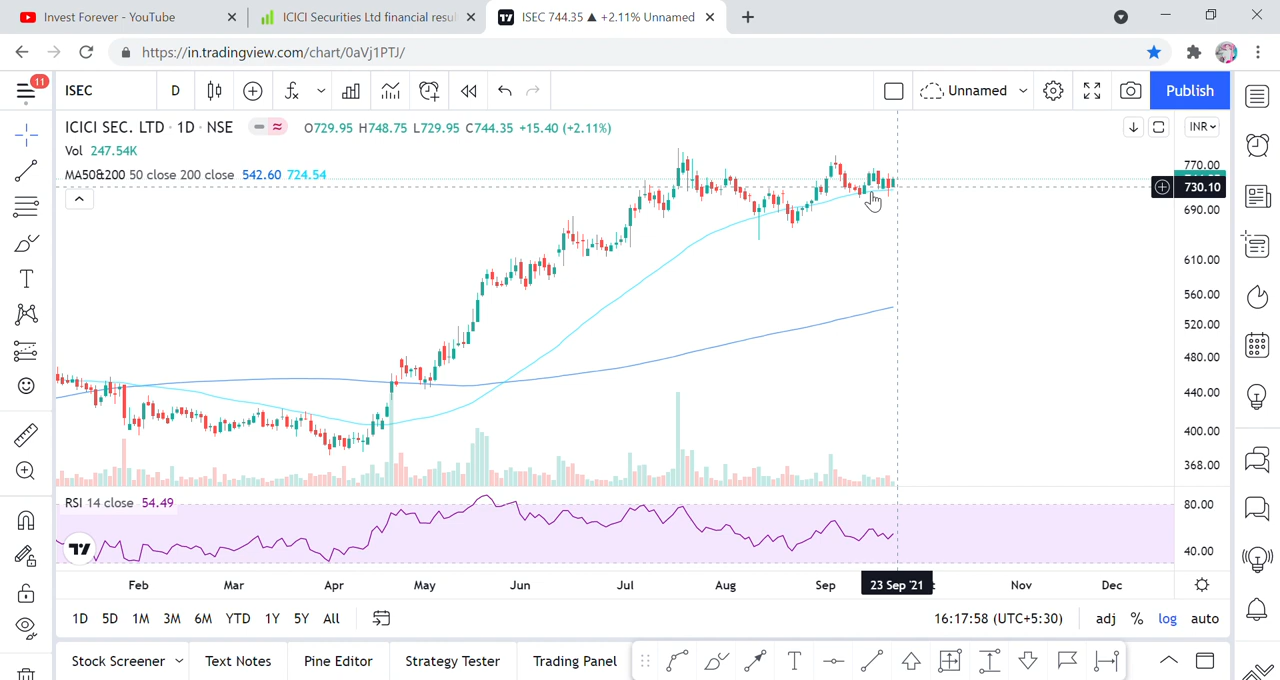 Invest Forever - YouTube
ICICI Securities Ltd financial resul
ISEC 744.35 ▲ +2.11% Unnamed
https://in.tradingview.com/chart/0aVj1PTJ/
11
ISEC
D
Unnamed
Publish
ICICI SEC. LTD · 1D · NSE
O729.95 H748.75 L729.95 C744.35 +15.40 (+2.11%)
INR
Vol 247.54K
MA50&200 50 close 200 close 542.60 724.54
770.00
730.10
690.00
610.00
560.00
520.00
480.00
440.00
400.00
368.00
RSI 14 close 54.49
80.00
40.00
Feb Mar Apr May Jun Jul Aug Sep 23 Sep '21 Nov Dec
1D 5D 1M 3M 6M YTD 1Y 5Y All
16:17:58 (UTC+5:30)
adj % log auto
Stock Screener Text Notes Pine Editor Strategy Tester Trading Panel